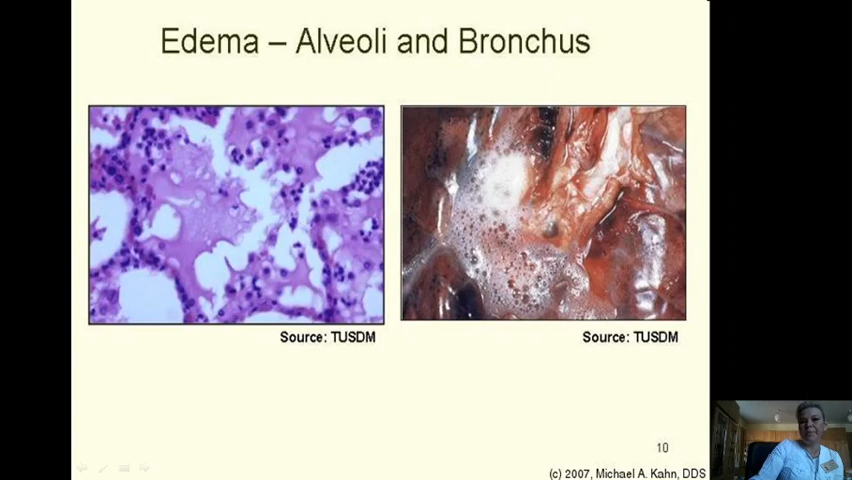 Edema – Alveoli and Bronchus
Source: TUSDM
Source: TUSDM
10
(c) 2007, Michael A. Kahn, DDS